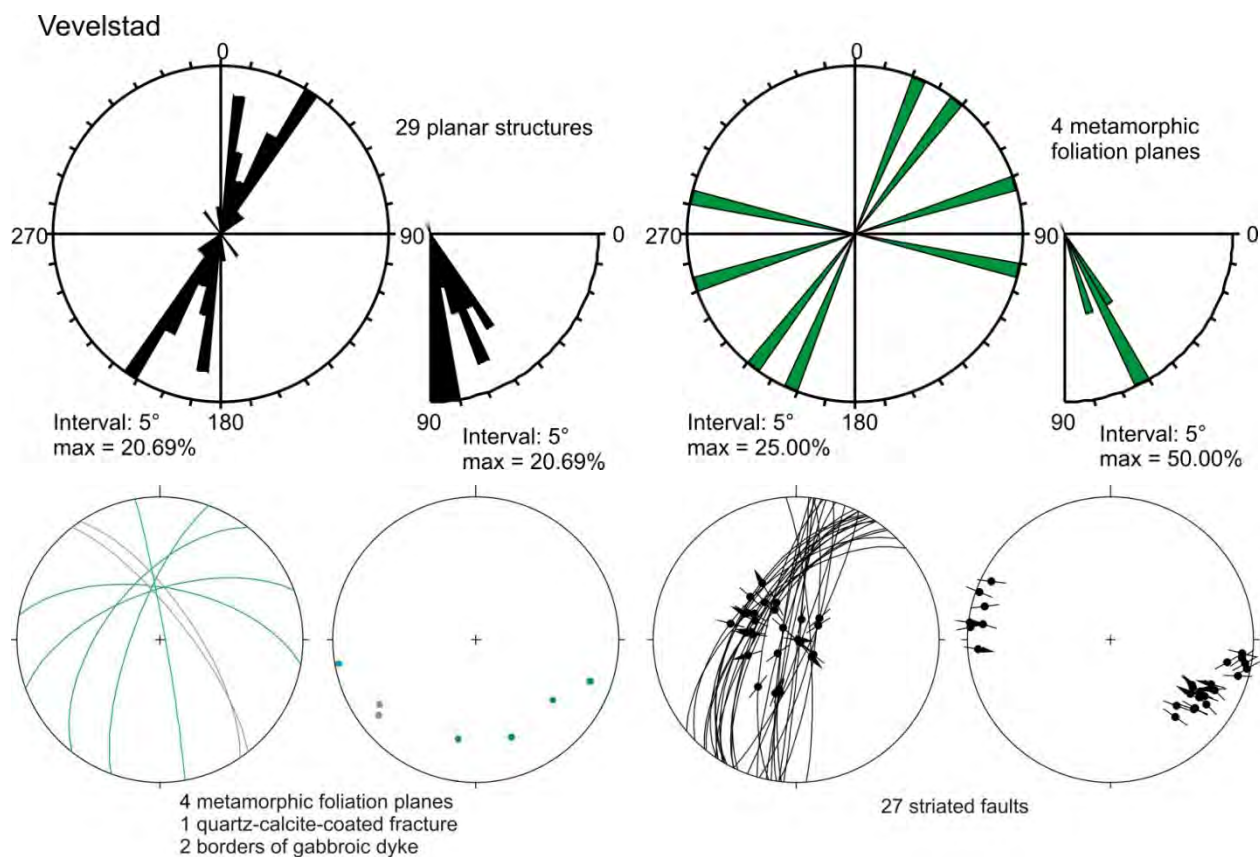 Vevelstad
0
29 planar structures
270
90
0
180
90
Interval: 5°
max = 20.69%
Interval: 5°
max = 20.69%
0
4 metamorphic
foliation planes
270
90
0
180
90
Interval: 5°
max = 25.00%
Interval: 5°
max = 50.00%
4 metamorphic foliation planes
1 quartz-calcite-coated fracture
2 borders of gabbroic dyke
27 striated faults